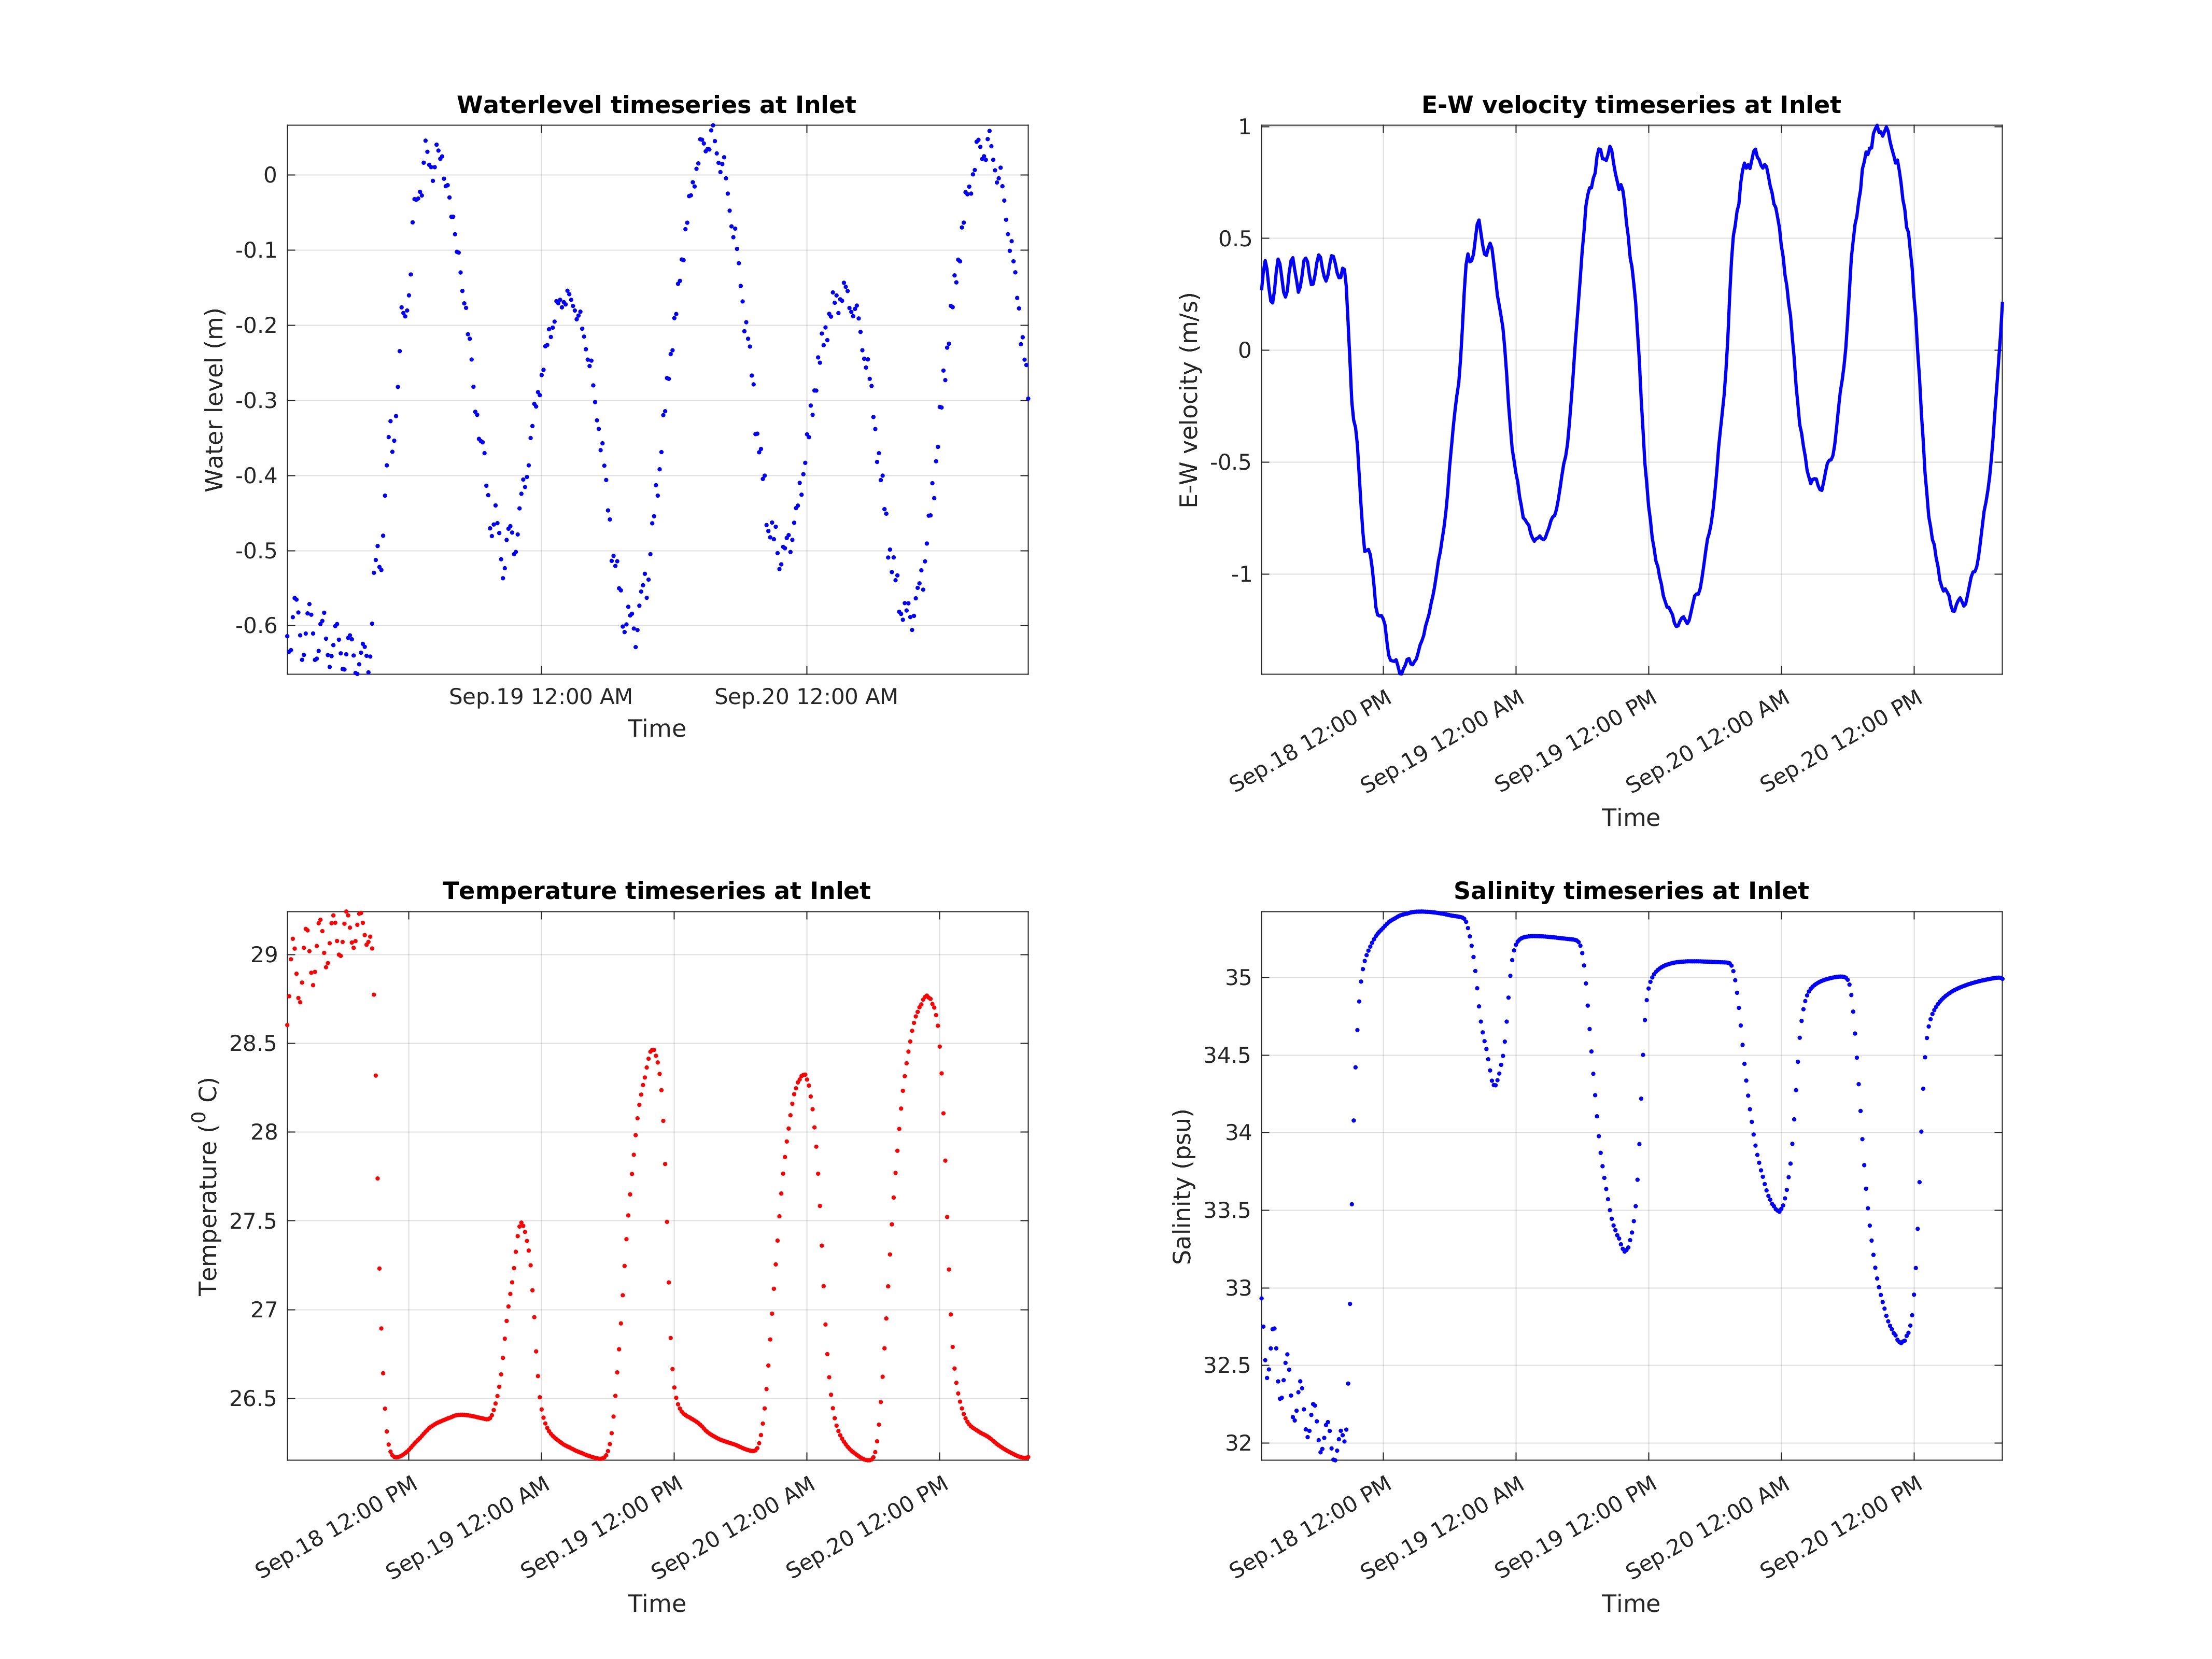 Waterlevel timeseries at Inlet
0
-0.1
-0.2
-0.3
-0.4
-0.5
-0.6
Water level (m)
Sep.19 12:00 AM
Sep.20 12:00 AM
Time
E-W velocity timeseries at Inlet
1
0.5
0
-0.5
-1
E-W velocity (m/s)
Sep.18 12:00 PM
Sep.19 12:00 AM
Sep.19 12:00 PM
Sep.20 12:00 AM
Sep.20 12:00 PM
Time
Temperature timeseries at Inlet
29
28.5
28
27.5
27
26.5
Temperature (⁰ C)
Sep.18 12:00 PM
Sep.19 12:00 AM
Sep.19 12:00 PM
Sep.20 12:00 AM
Sep.20 12:00 PM
Time
Salinity timeseries at Inlet
35
34.5
34
33.5
33
32.5
32
Salinity (psu)
Sep.18 12:00 PM
Sep.19 12:00 AM
Sep.19 12:00 PM
Sep.20 12:00 AM
Sep.20 12:00 PM
Time